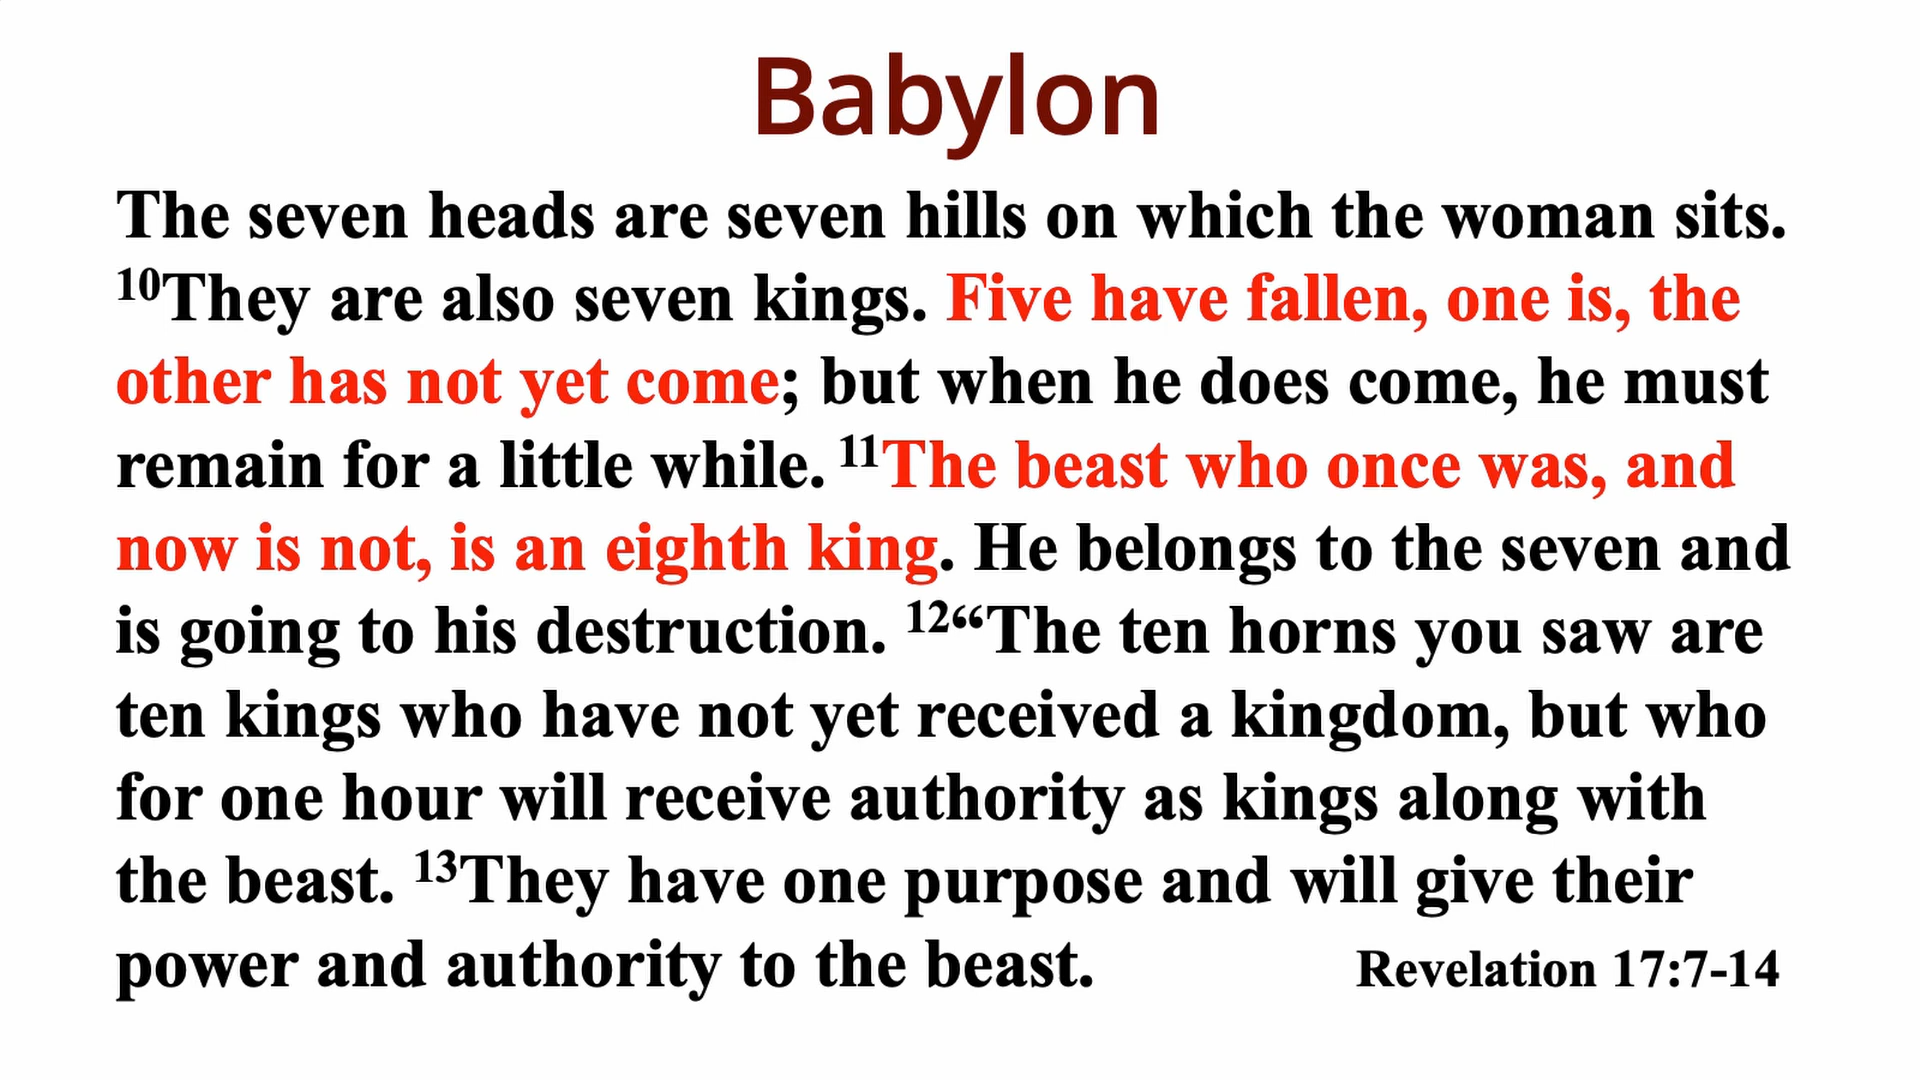 Babylon
The seven heads are seven hills on which the woman sits.
¹⁰They are also seven kings. Five have fallen, one is, the
other has not yet come; but when he does come, he must
remain for a little while. ¹¹The beast who once was, and
now is not, is an eighth king. He belongs to the seven and
is going to his destruction. ¹²“The ten horns you saw are
ten kings who have not yet received a kingdom, but who
for one hour will receive authority as kings along with
the beast. ¹³They have one purpose and will give their
power and authority to the beast. Revelation 17:7-14